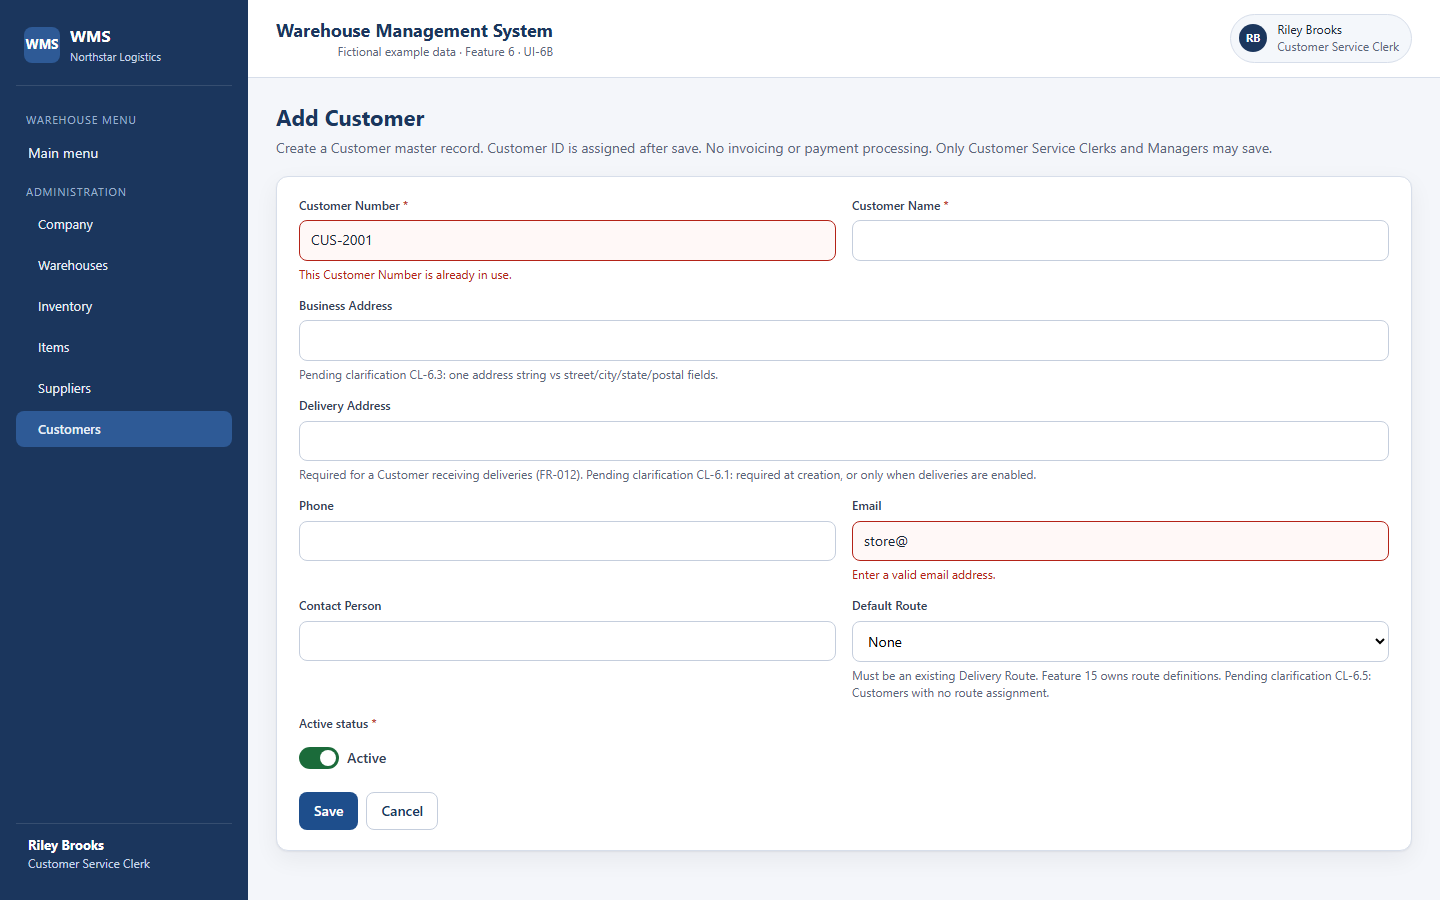 WMS
WMS
Northstar Logistics
WAREHOUSE MENU
Main menu
ADMINISTRATION
Company
Warehouses
Inventory
Items
Suppliers
Customers
Riley Brooks
Customer Service Clerk
Warehouse Management System
Fictional example data · Feature 6 · UI-6B
RB
Riley Brooks
Customer Service Clerk
Add Customer
Create a Customer master record. Customer ID is assigned after save. No invoicing or payment processing. Only Customer Service Clerks and Managers may save.
Customer Number *
CUS-2001
This Customer Number is already in use.
Customer Name *
Business Address
Pending clarification CL-6.3: one address string vs street/city/state/postal fields.
Delivery Address
Required for a Customer receiving deliveries (FR-012). Pending clarification CL-6.1: required at creation, or only when deliveries are enabled.
Phone
Email
store@
Enter a valid email address.
Contact Person
Default Route
None
Must be an existing Delivery Route. Feature 15 owns route definitions. Pending clarification CL-6.5:
Customers with no route assignment.
Active status *
Active
Save
Cancel